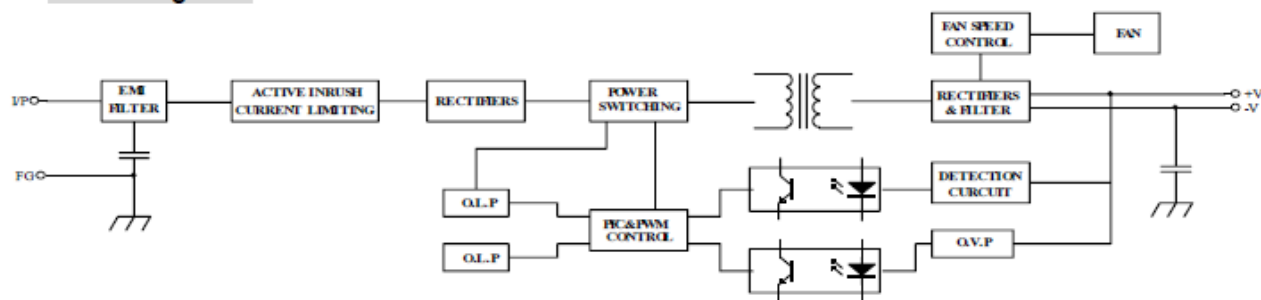 FAN SPEED
CONTROL
FAN
I/P
EMI
FILTER
ACTIVE INRUSH
CURRENT LIMITING
RECTIFIERS
POWER
SWITCHING
RECTIFIERS
& FILTER
+V
-V
FG
O.L.P
PFC&PWM
CONTROL
DETECTION
CURCUIT
O.L.P
O.V.P